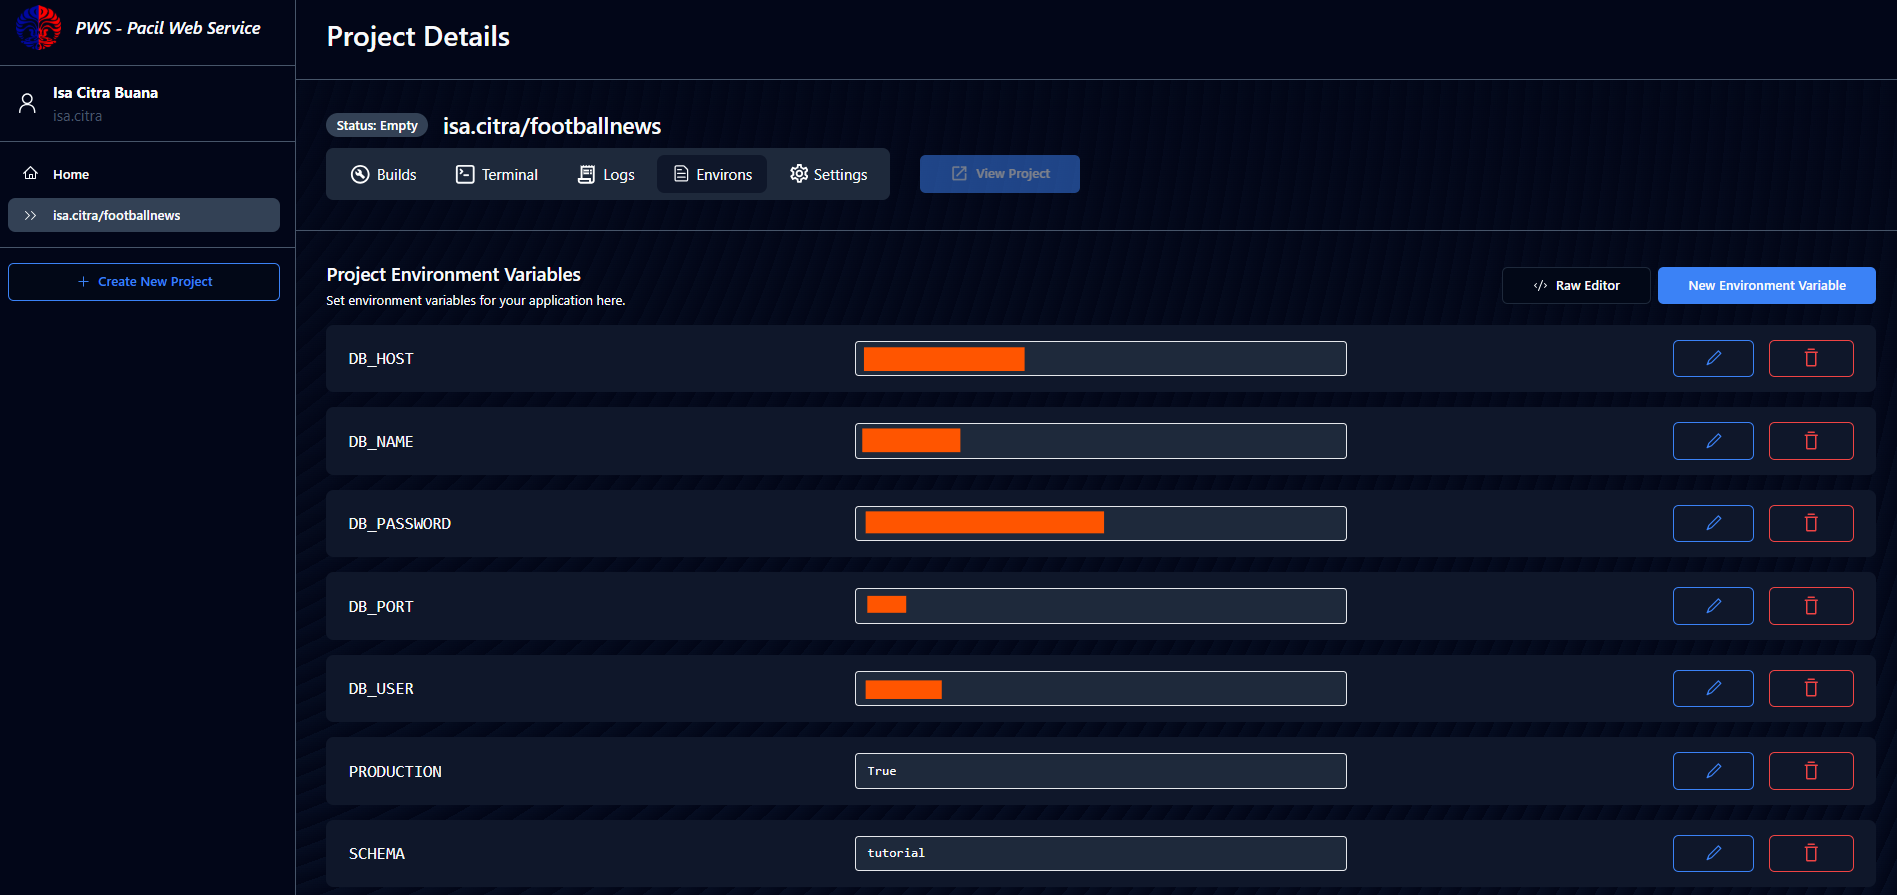 PWS - Pacil Web Service
Isa Citra Buana
isa.citra
Home
isa.citra/footballnews
Create New Project
Project Details
Status: Empty
isa.citra/footballnews
Builds
Terminal
Logs
Environs
Settings
View Project
Project Environment Variables
Set environment variables for your application here.
</> Raw Editor
New Environment Variable
DB_HOST
DB_NAME
DB_PASSWORD
DB_PORT
DB_USER
PRODUCTION
True
SCHEMA
tutorial